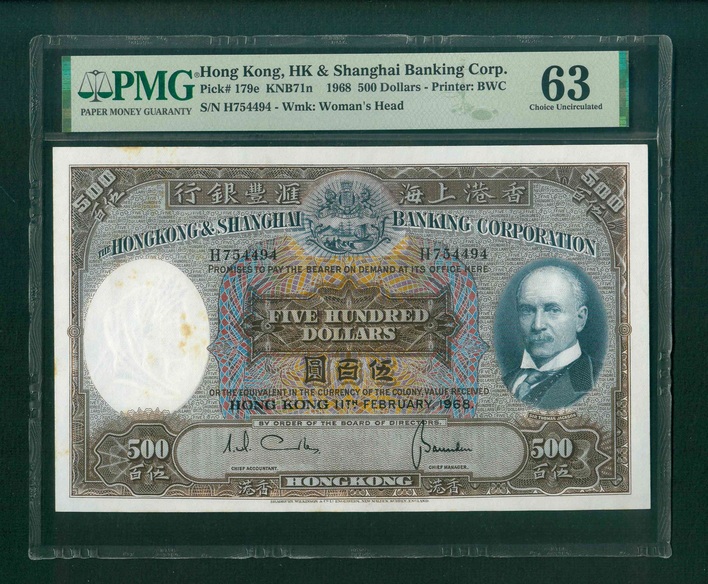 PMG
PAPER MONEY GUARANTY
Hong Kong, HK & Shanghai Banking Corp.
Pick# 179e KNB71n 1968 500 Dollars - Printer: BWC
S/N H754494 - Wmk: Woman's Head
63
Choice Uncirculated
500
伍百
行銀豐滙 海上港香
500
伍百
THE HONGKONG & SHANGHAI BANKING CORPORATION
H754494 H754494
PROMISES TO PAY THE BEARER ON DEMAND AT ITS OFFICE HERE
FIVE HUNDRED
DOLLARS
圓百伍
OR THE EQUIVALENT IN THE CURRENCY OF THE COLONY, VALUE RECEIVED
HONG KONG 11TH FEBRUARY, 1968.
BY ORDER OF THE BOARD OF DIRECTORS.
500
百伍
CHIEF ACCOUNTANT.
CHIEF MANAGER.
500
百伍
港香 HONGKONG 港香